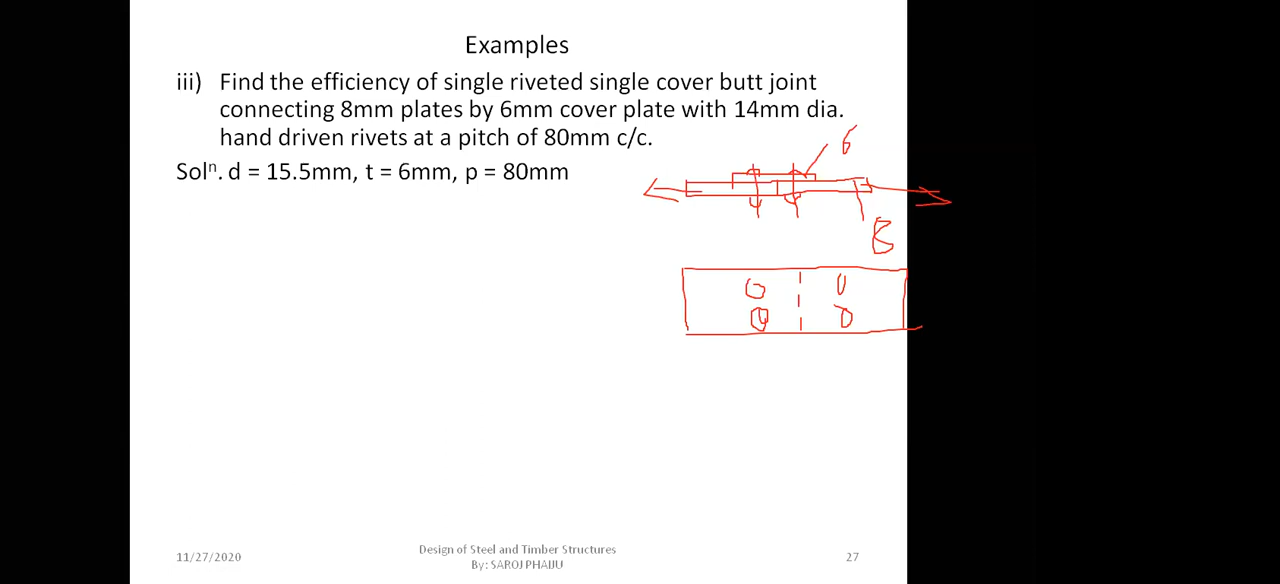 Examples
iii) Find the efficiency of single riveted single cover butt joint
connecting 8mm plates by 6mm cover plate with 14mm dia.
hand driven rivets at a pitch of 80mm c/c.
6
Solⁿ. d = 15.5mm, t = 6mm, p = 80mm
8
11/27/2020
Design of Steel and Timber Structures
By: SAROJ PHAIJU
27